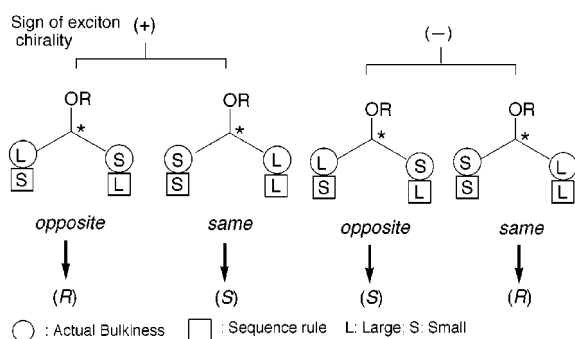 Sign of exciton (+)
chirality
(−)
OR OR OR OR
* * * *
L S S L L S S L
S L S L S L S L
opposite same opposite same
(R) (S) (S) (R)
: Actual Bulkiness : Sequence rule L: Large; S: Small